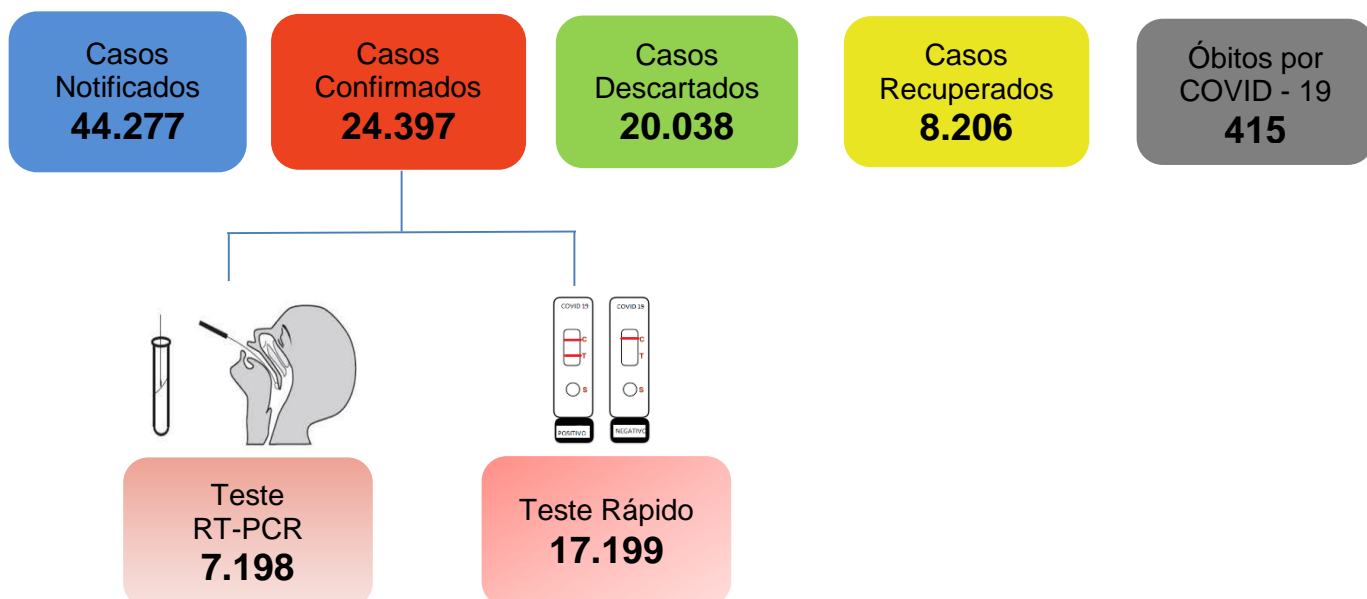 Casos
Notificados
44.277
Casos
Confirmados
24.397
Casos
Descartados
20.038
Casos
Recuperados
8.206
Óbitos por
COVID - 19
415
COVID 19
C
T
S
POSITIVO
COVID 19
C
T
S
NEGATIVO
Teste
RT-PCR
7.198
Teste Rápido
17.199